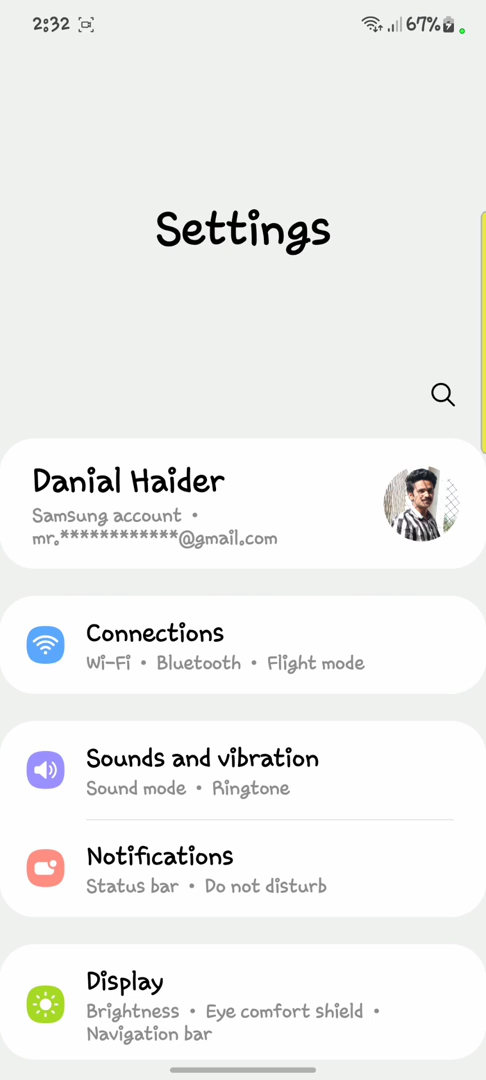 2:32 67%
Settings
Danial Haider
Samsung account •
mr.************@gmail.com
Connections
Wi-Fi • Bluetooth • Flight mode
Sounds and vibration
Sound mode • Ringtone
Notifications
Status bar • Do not disturb
Display
Brightness • Eye comfort shield •
Navigation bar